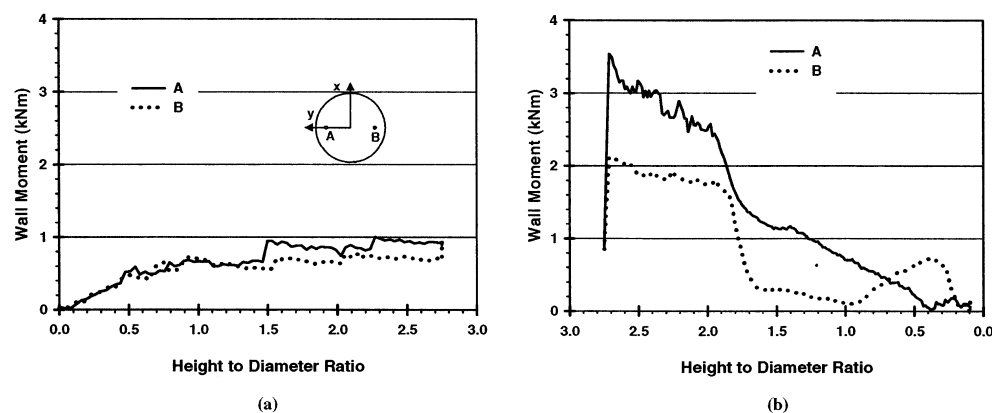 4
3
2
1
0
Wall Moment (kNm)
A
B
x
y
A
B
0.0 0.5 1.0 1.5 2.0 2.5 3.0
Height to Diameter Ratio
(a)
4
3
2
1
0
Wall Moment (kNm)
A
B
3.0 2.5 2.0 1.5 1.0 0.5 0.0
Height to Diameter Ratio
(b)